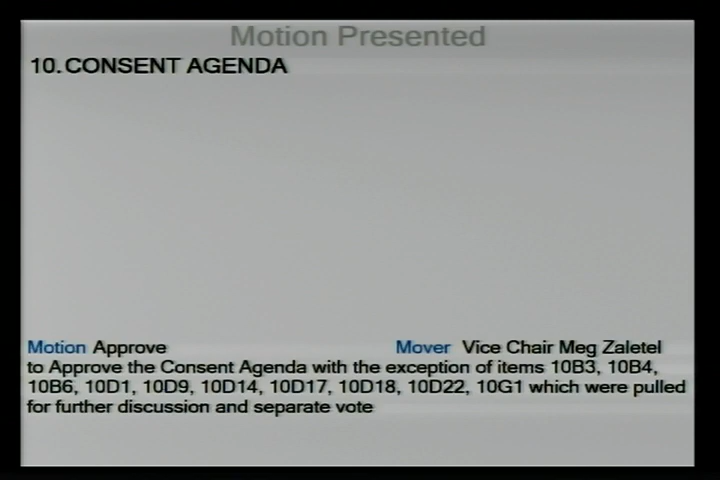 Motion Presented
10. CONSENT AGENDA
Motion Approve Mover Vice Chair Meg Zaletel
to Approve the Consent Agenda with the exception of items 10B3, 10B4,
10B6, 10D1, 10D9, 10D14, 10D17, 10D18, 10D22, 10G1 which were pulled
for further discussion and separate vote